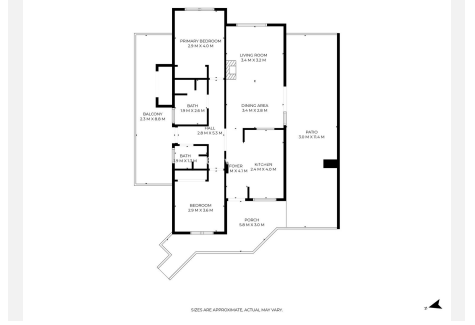 PRIMARY BEDROOM
2.9 M X 4.0 M
LIVING ROOM
3.4 M X 3.2 M
BATH
1.9 M X 2.8 M
DINING AREA
3.4 M X 2.8 M
BALCONY
2.3 M X 8.8 M
HALL
2.8 M X 5.3 M
PATIO
3.0 M X 11.4 M
BATH
FOYER
KITCHEN
2.4 M X 4.0 M
BEDROOM
2.9 M X 3.6 M
PORCH
5.8 M X 3.0 M
SIZES ARE APPROXIMATE, ACTUAL MAY VARY.